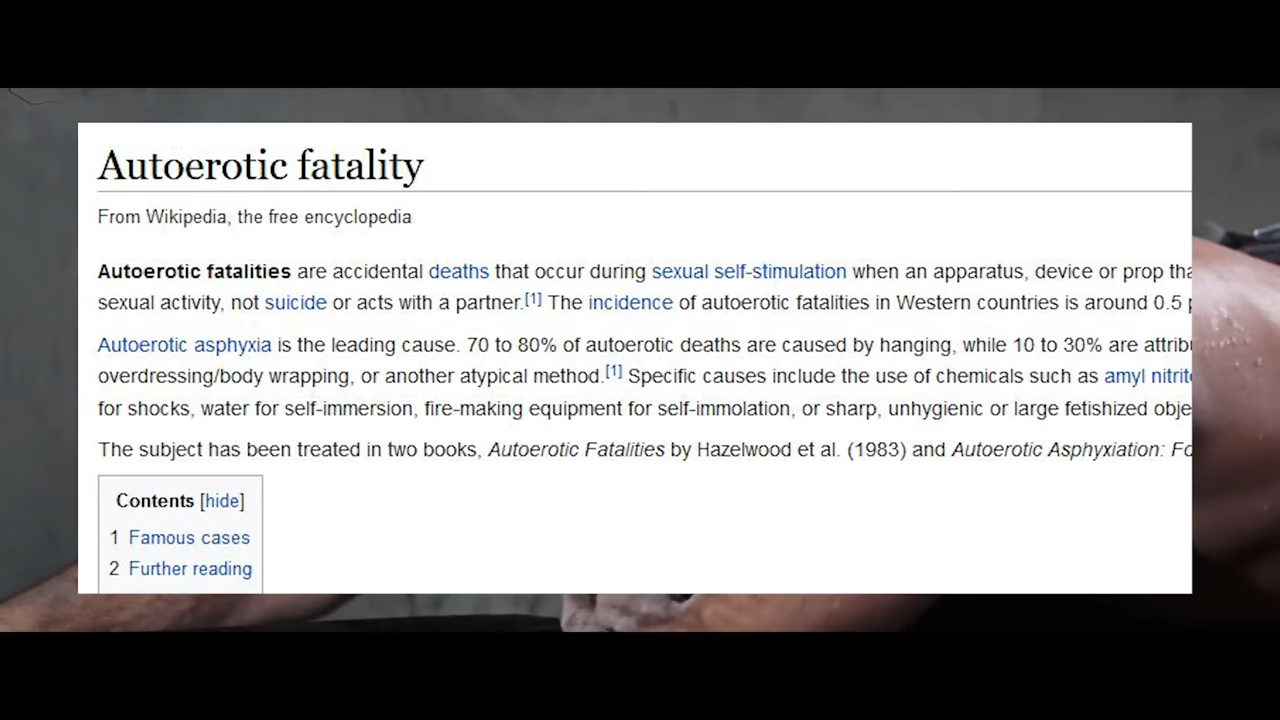 Autoerotic fatality
From Wikipedia, the free encyclopedia
Autoerotic fatalities are accidental deaths that occur during sexual self-stimulation when an apparatus, device or prop
sexual activity, not suicide or acts with a partner.[1] The incidence of autoerotic fatalities in Western countries is around 0.5
Autoerotic asphyxia is the leading cause. 70 to 80% of autoerotic deaths are caused by hanging, while 10 to 30% are
overdressing/body wrapping, or another atypical method.[1] Specific causes include the use of chemicals such as amyl
for shocks, water for self-immersion, fire-making equipment for self-immolation, or sharp, unhygienic or large fetishized
The subject has been treated in two books, Autoerotic Fatalities by Hazelwood et al. (1983) and Autoerotic Asphyxiation:
Contents [hide]
1 Famous cases
2 Further reading